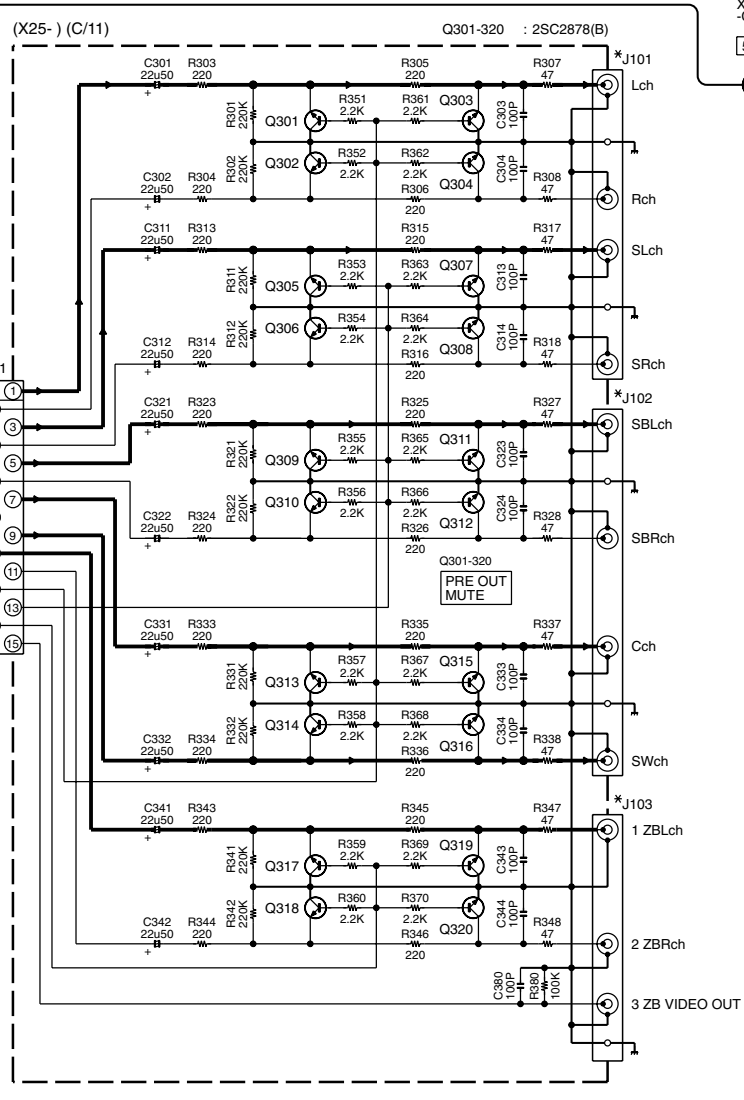 X
-0
(X25- ) (C/11)
Q301-320 : 2SC2878(B)
5
C301 R303 R305 R307 *J101
22u50 220 220 47
+
Lch
R301 220K
R351 R361 Q303
2.2K 2.2K
Q301
C303 100P
R302 220K
R352 R362
2.2K 2.2K
Q302
Q304
C304 100P
C302 R304 R306 R308
22u50 220 220 47
+
Rch
C311 R313 R315 R317
22u50 220 220 47
+
SLch
R311 220K
R353 R363 Q307
2.2K 2.2K
Q305
C313 100P
R312 220K
R354 R364
2.2K 2.2K
Q306
Q308
C314 100P
C312 R314 R316 R318
22u50 220 220 47
+
SRch
1
1
3
5
7
9
11
13
15
*J102
C321 R323 R325 R327
22u50 220 220 47
+
SBLch
R321 220K
R355 R365 Q311
2.2K 2.2K
Q309
C323 100P
R322 220K
R356 R366
2.2K 2.2K
Q310
Q312
C324 100P
C322 R324 R326 R328
22u50 220 220 47
+
SBRch
Q301-320
PRE OUT
MUTE
C331 R333 R335 R337
22u50 220 220 47
+
Cch
R331 220K
R357 R367 Q315
2.2K 2.2K
Q313
C333 100P
R332 220K
R358 R368
2.2K 2.2K
Q314
Q316
C334 100P
C332 R334 R336 R338
22u50 220 220 47
+
SWch
*J103
C341 R343 R345 R347
22u50 220 220 47
+
1 ZBLch
R341 220K
R359 R369 Q319
2.2K 2.2K
Q317
C343 100P
R342 220K
R360 R370
2.2K 2.2K
Q318
Q320
C344 100P
C342 R344 R346 R348
22u50 220 220 47
+
2 ZBRch
C380 100P
R380 100K
3 ZB VIDEO OUT